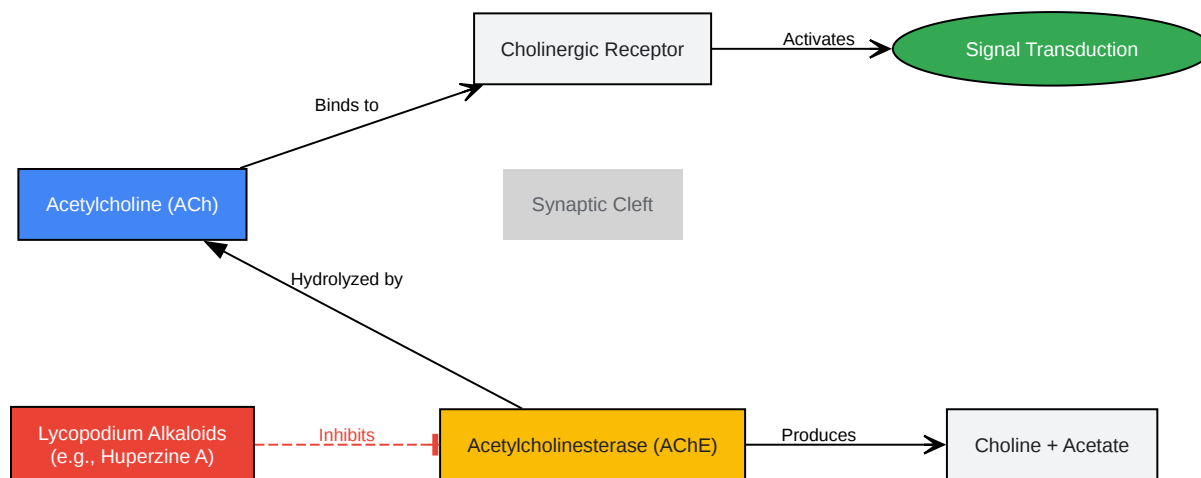 Cholinergic Receptor
Activates
Signal Transduction
Binds to
Acetylcholine (ACh)
Synaptic Cleft
Hydrolyzed by
Lycopodium Alkaloids
(e.g., Huperzine A)
Inhibits
Acetylcholinesterase (AChE)
Produces
Choline + Acetate